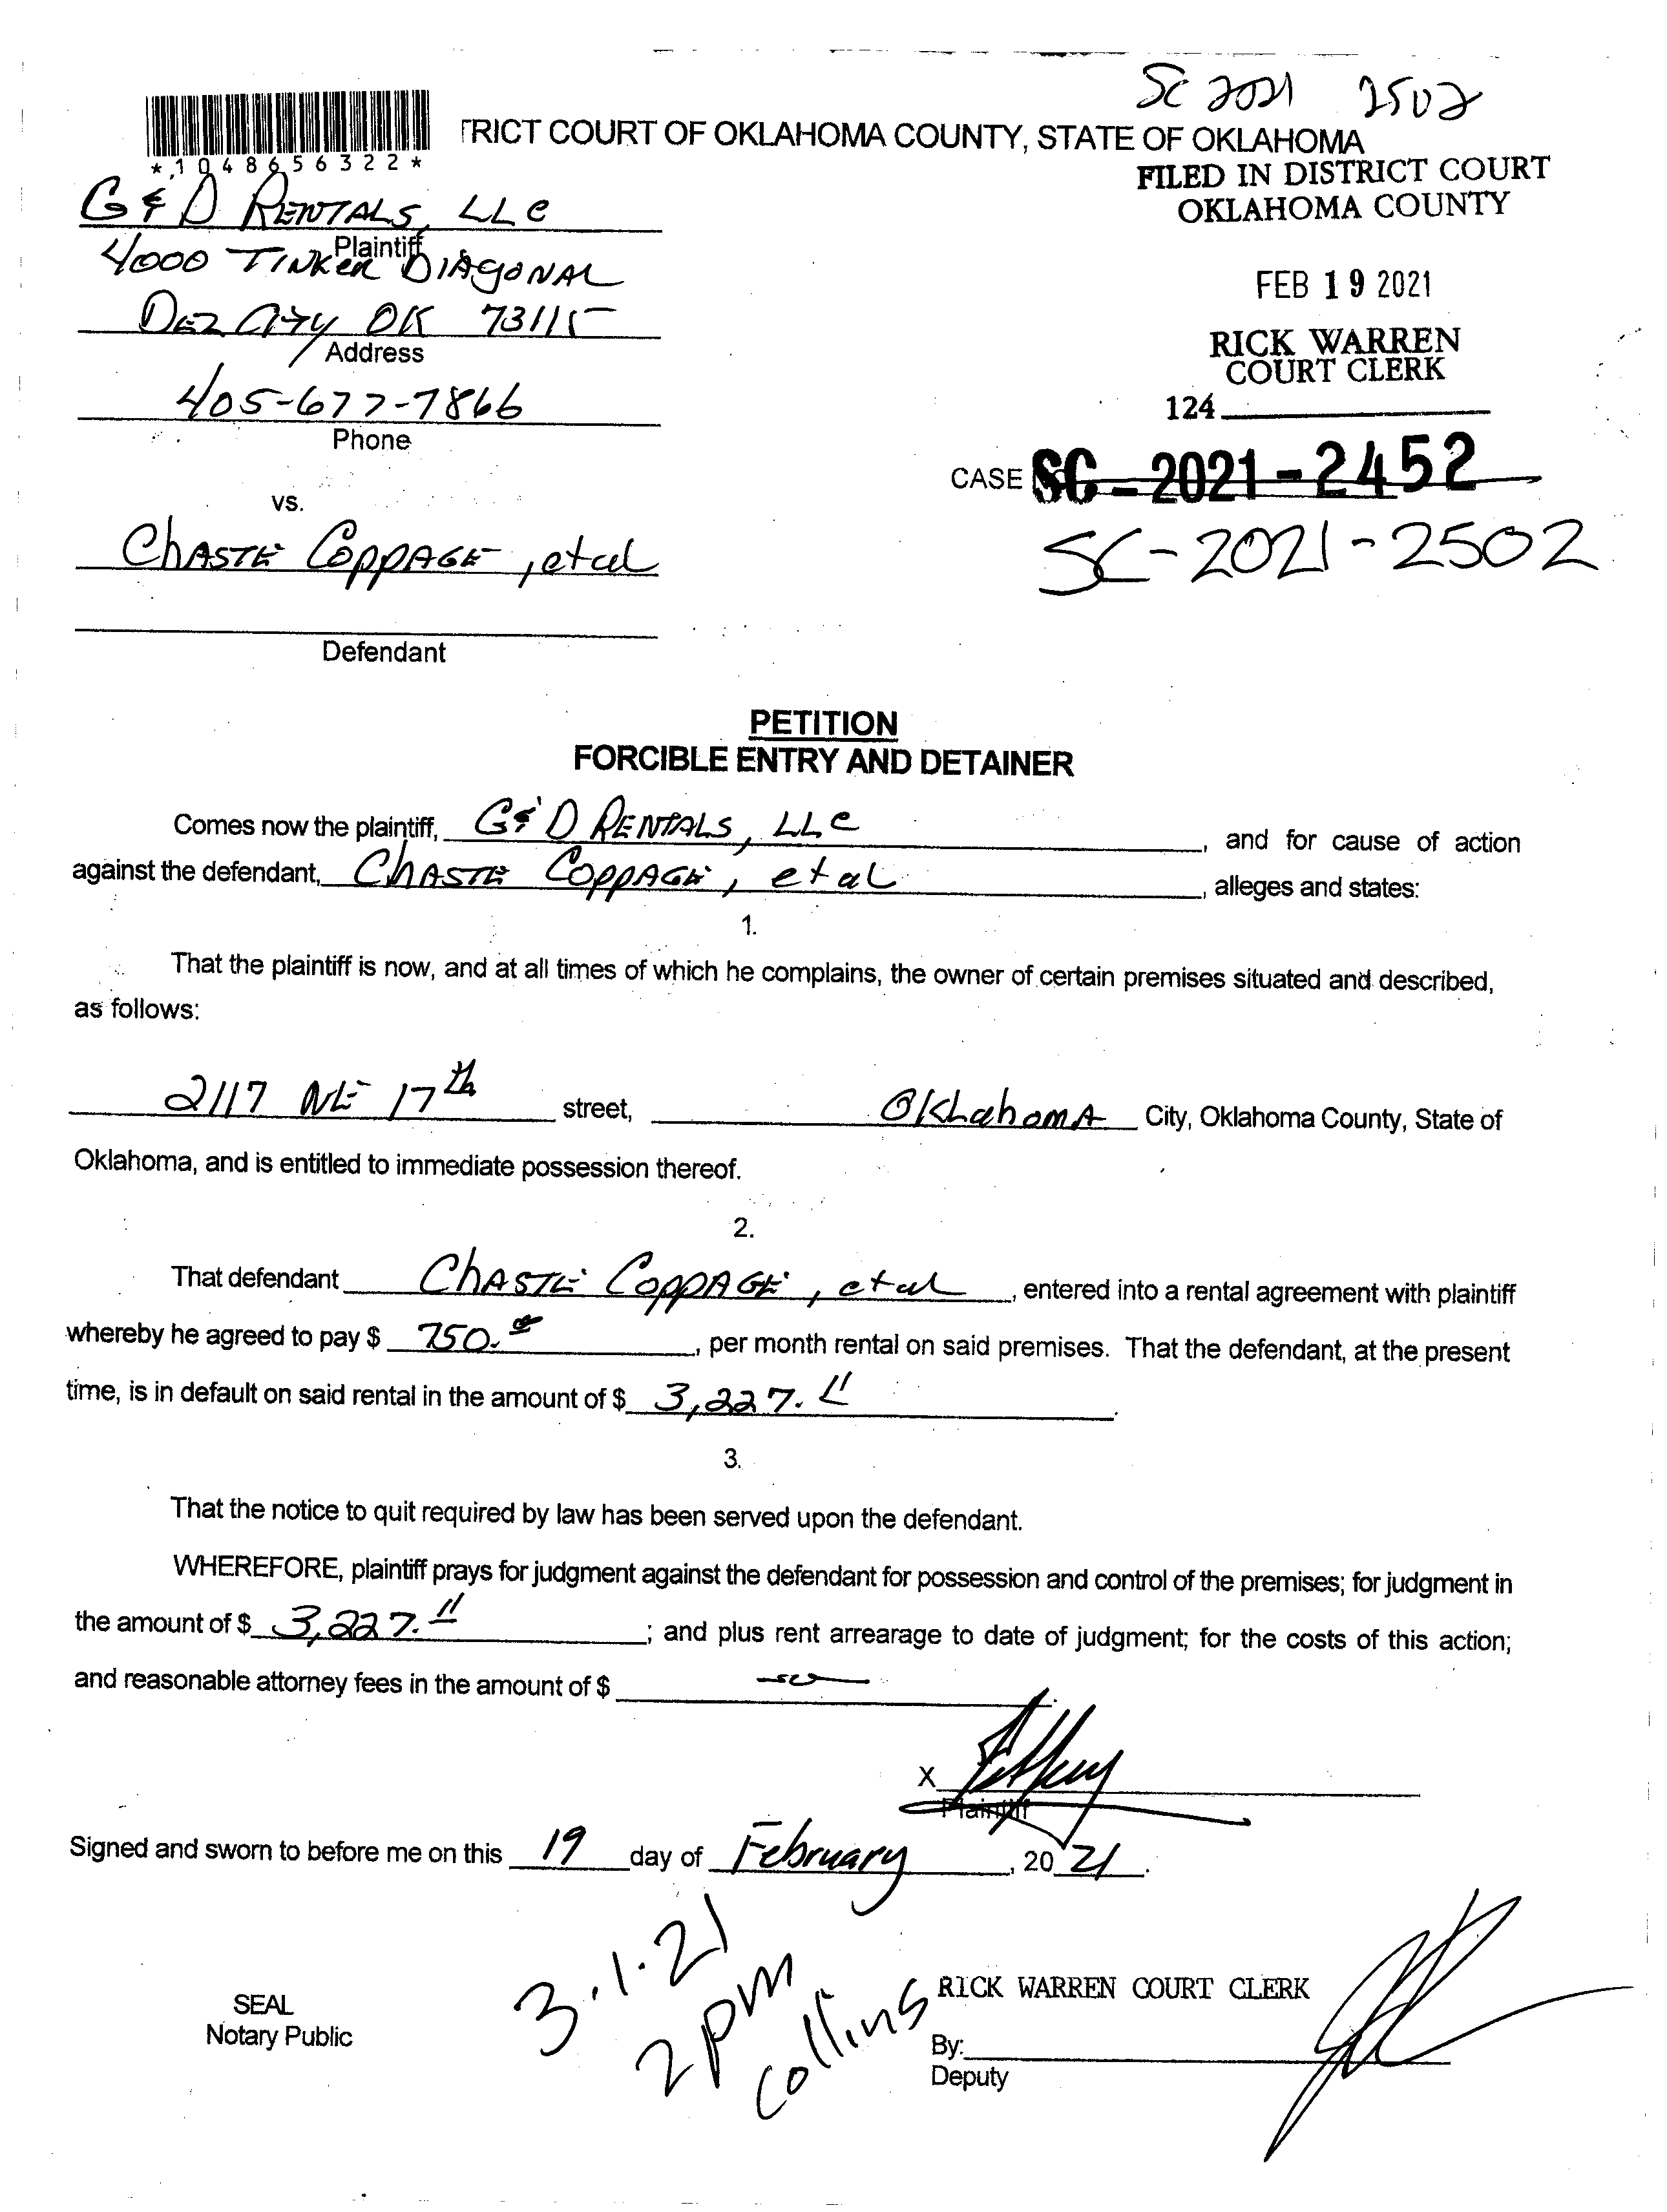 SC 2021 2502
*1048656322*
TRICT COURT OF OKLAHOMA COUNTY, STATE OF OKLAHOMA
FILED IN DISTRICT COURT
OKLAHOMA COUNTY
G & D RENTALS, LLC
Plaintiff
4000 TINKER DIAGONAL
DEL CITY OK 73115
Address
FEB 19 2021
RICK WARREN
COURT CLERK
124
405-677-7866
Phone
CASE SC - 2021 - 2452
SC-2021-2502
vs.
CHASTE COPPAGE, et al
Defendant
PETITION
FORCIBLE ENTRY AND DETAINER
Comes now the plaintiff, G & D RENTALS, LLC, and for cause of action
against the defendant, CHASTE COPPAGE, et al, alleges and states:
1.
That the plaintiff is now, and at all times of which he complains, the owner of certain premises situated and described,
as follows:
2117 NE 17th street, OKlahomA City, Oklahoma County, State of
Oklahoma, and is entitled to immediate possession thereof.
2.
That defendant CHASTE COPPAGE, et al, entered into a rental agreement with plaintiff
whereby he agreed to pay $ 750.00, per month rental on said premises. That the defendant, at the present
time, is in default on said rental in the amount of $ 3,227.11.
3.
That the notice to quit required by law has been served upon the defendant.
WHEREFORE, plaintiff prays for judgment against the defendant for possession and control of the premises; for judgment in
the amount of $ 3,227.11; and plus rent arrearage to date of judgment; for the costs of this action;
and reasonable attorney fees in the amount of $
X
Plaintiff
Signed and sworn to before me on this 19 day of February, 2021.
3.1.21
2pm
Collins
SEAL
Notary Public
RICK WARREN COURT CLERK
By:
Deputy